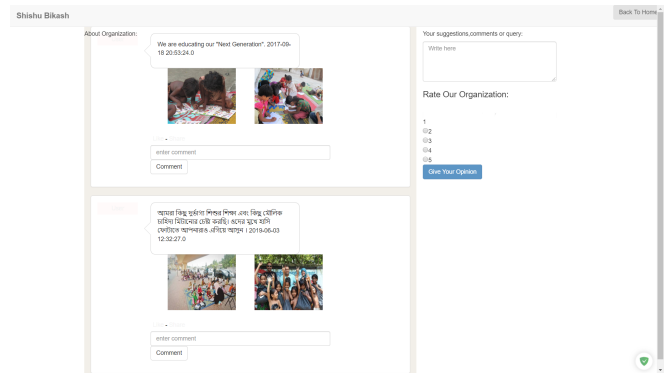 Shishu Bikash
Back To Home
About Organization:
We are educating our "Next Generation". 2017-09-
18 20:53:24.0
-
enter comment
Comment
আমরা কিছু দুর্ভাগা শিশুর শিক্ষা এবং কিছু মৌলিক
চাহিদা মিটানোর চেষ্টা করছি। ওদের মুখে হাসি
ফোটাতে আপনারাও এগিয়ে আসুন । 2019-08-03
12:32:27.0
-
enter comment
Comment
Your suggestions,comments or query.
Write here
Rate Our Organization:
1
2
3
4
5
Give Your Opinion